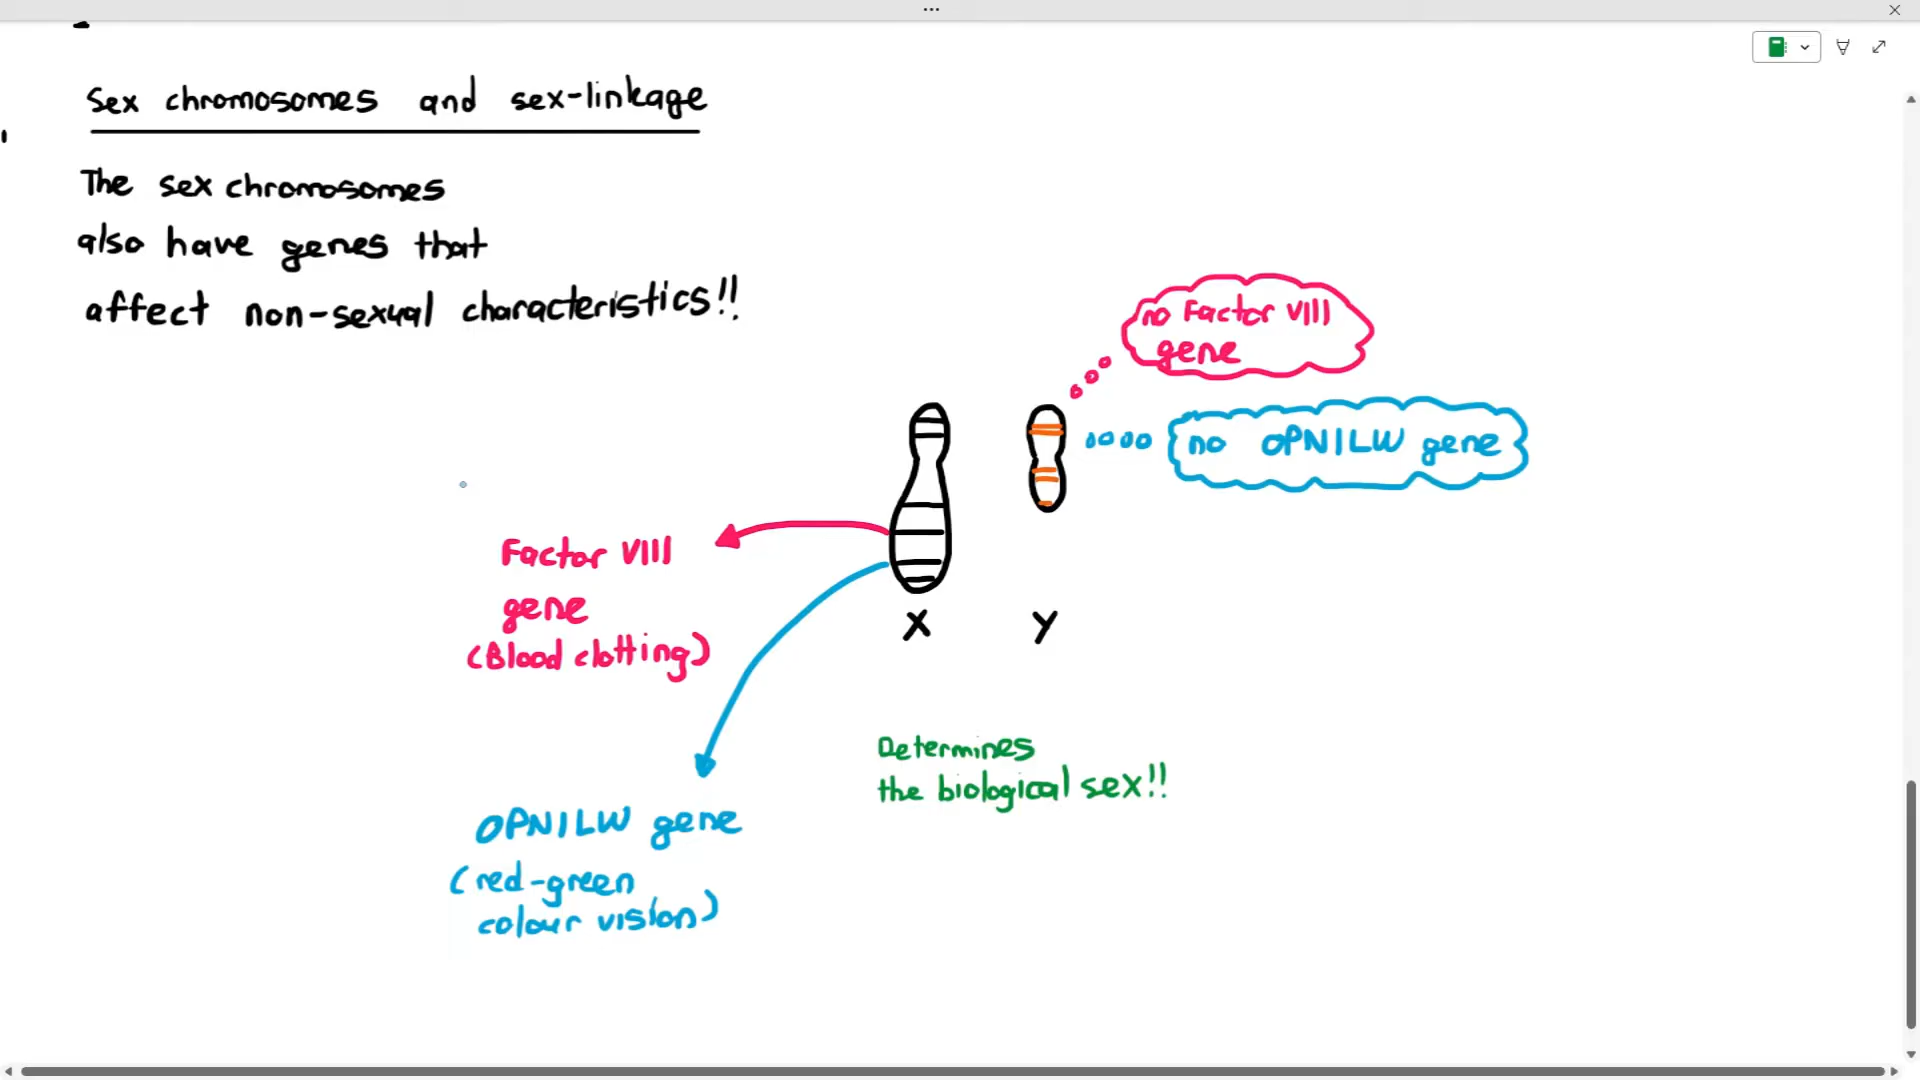 Sex chromosomes and sex-linkage
The sex chromosomes
also have genes that
affect non-sexual characteristics!!
no Factor VIII
gene
no OPN1LW gene
Factor VIII
gene
(Blood clotting)
X
Y
Determines
the biological sex!!
OPN1LW gene
(red-green
colour vision)